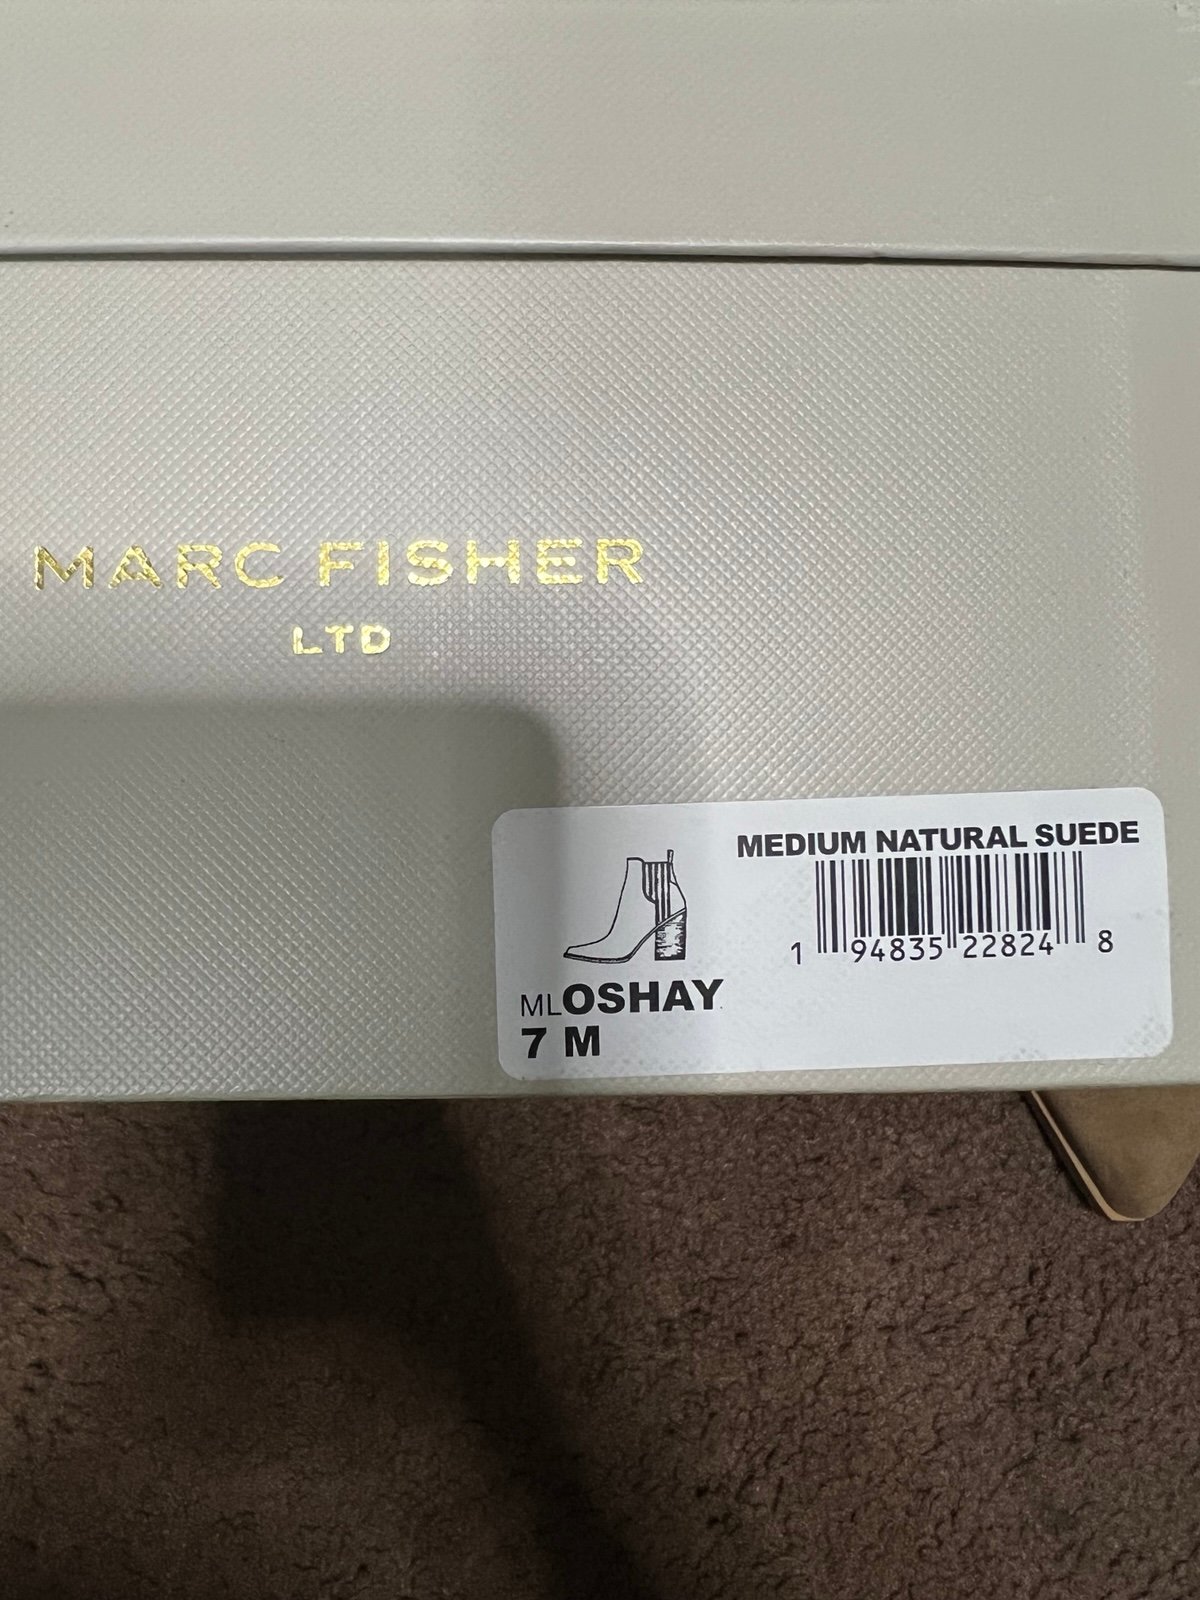 MARC FISHER
LTD
MEDIUM NATURAL SUEDE
1 94835 22824 8
MLOSHAY
7 M